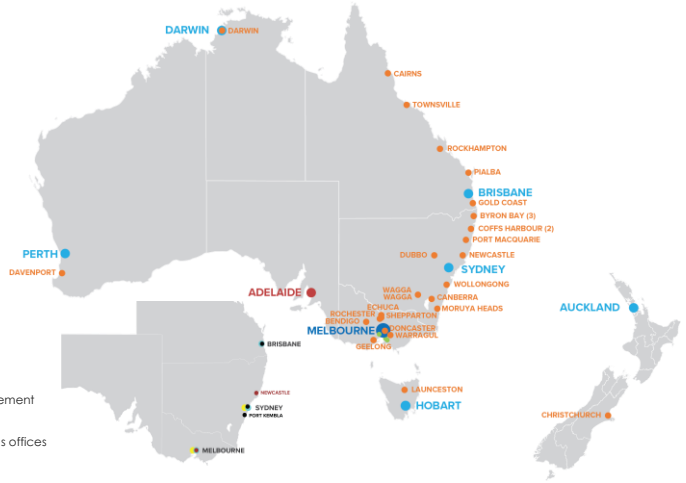 DARWIN
DARWIN
CAIRNS
TOWNSVILLE
ROCKHAMPTON
PIALBA
BRISBANE
GOLD COAST
BYRON BAY (3)
COFFS HARBOUR (2)
PORT MACQUARIE
PERTH
DUBBO
NEWCASTLE
SYDNEY
DAVENPORT
WOLLONGONG
ADELAIDE
WAGGA
WAGGA
CANBERRA
ECHUCA
MORUYA HEADS
AUCKLAND
ROCHESTER
SHEPPARTON
BENDIGO
MELBOURNE
DONCASTER
WARRAGUL
GEELONG
BRISBANE
LAUNCESTON
NEWCASTLE
ement
SYDNEY
HOBART
PORT KEMBLA
CHRISTCHURCH
s offices
MELBOURNE